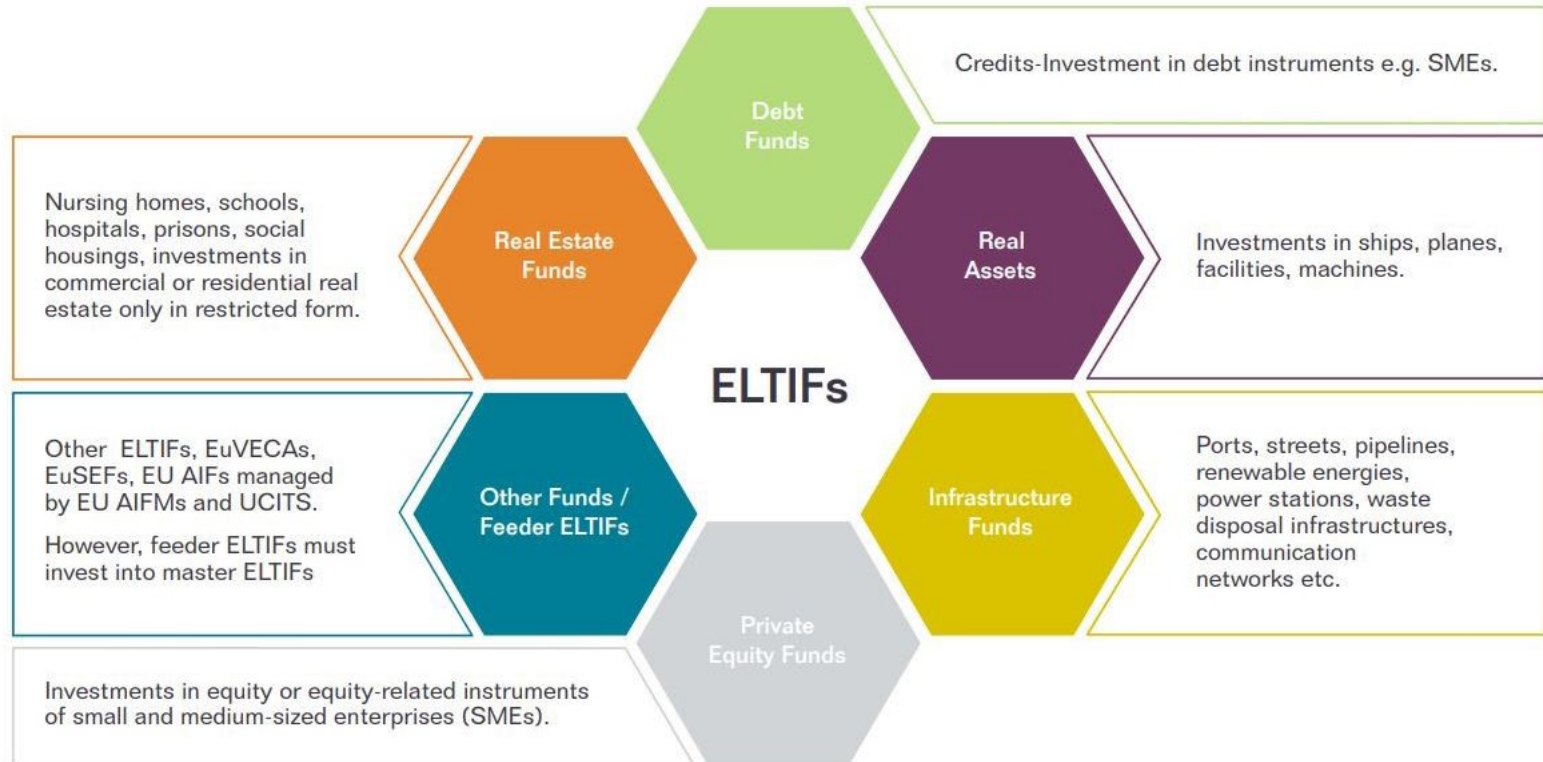 Debt
Funds
Credits-Investment in debt instruments e.g. SMEs.
Nursing homes, schools,
hospitals, prisons, social
housings, investments in
commercial or residential real
estate only in restricted form.
Real Estate
Funds
Real
Assets
Investments in ships, planes,
facilities, machines.
ELTIFs
Other ELTIFs, EuVECAs,
EuSEFs, EU AIFs managed
by EU AIFMs and UCITS.
However, feeder ELTIFs must
invest into master ELTIFs
Other Funds /
Feeder ELTIFs
Infrastructure
Funds
Ports, streets, pipelines,
renewable energies,
power stations, waste
disposal infrastructures,
communication
networks etc.
Private
Equity Funds
Investments in equity or equity-related instruments
of small and medium-sized enterprises (SMEs).